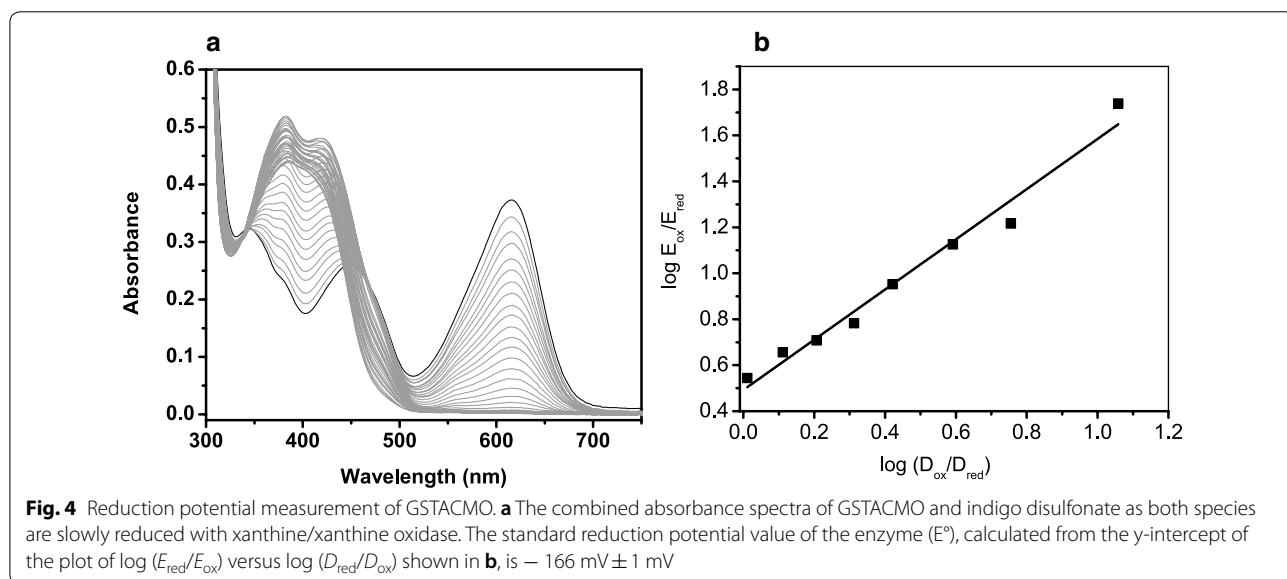 a
b
0.6
0.5
0.4
0.3
0.2
0.1
0.0
Absorbance
300 400 500 600 700
Wavelength (nm)
1.8
1.6
1.4
1.2
1.0
0.8
0.6
0.4
log Eox/Ered
0.0 0.2 0.4 0.6 0.8 1.0 1.2
log (Dox/Dred)
Fig. 4 Reduction potential measurement of GSTACMO. a The combined absorbance spectra of GSTACMO and indigo disulfonate as both species
are slowly reduced with xanthine/xanthine oxidase. The standard reduction potential value of the enzyme (E°), calculated from the y-intercept of
the plot of log (Ered/Eox) versus log (Dred/Dox) shown in b, is − 166 mV ± 1 mV